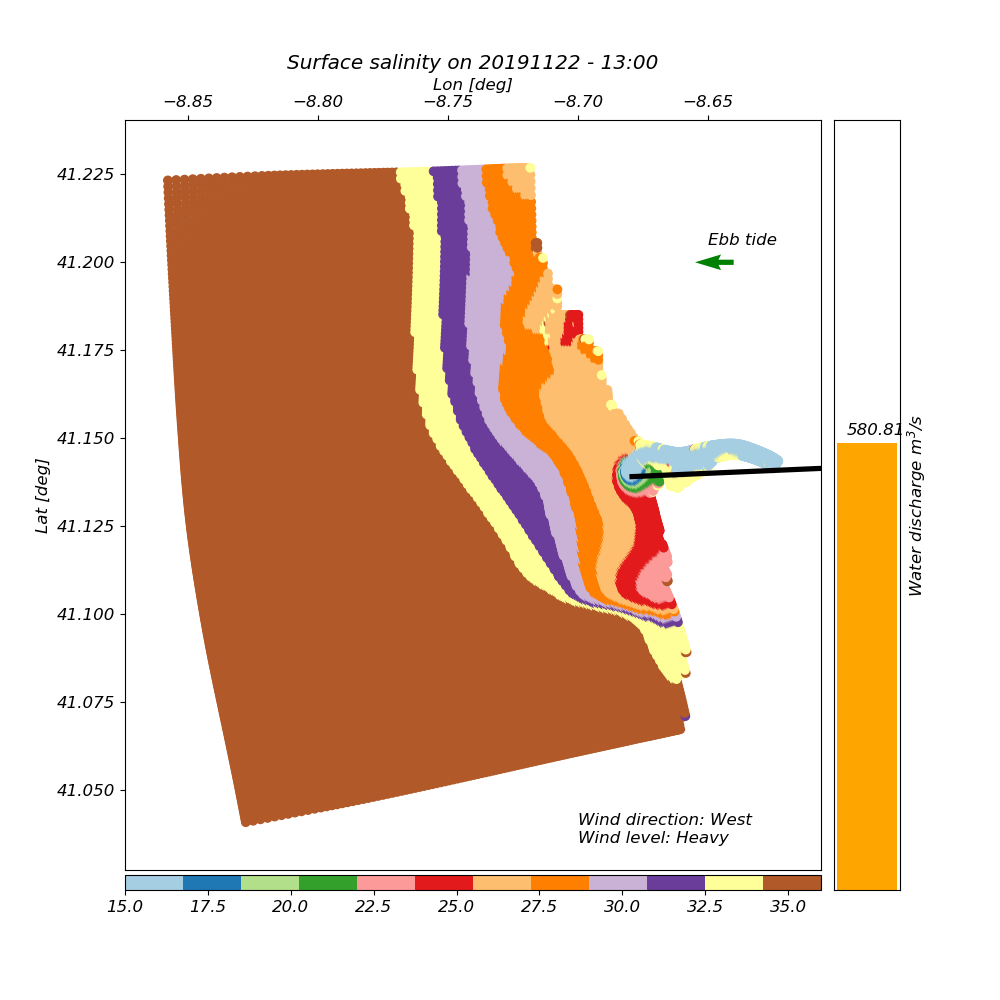 Surface salinity on 20191122 - 13:00
Lon [deg]
−8.85 −8.80 −8.75 −8.70 −8.65
41.225
41.200
41.175
41.150
41.125
41.100
41.075
41.050
Lat [deg]
Ebb tide
Wind direction: West
Wind level: Heavy
580.81
Water discharge m³/s
15.0 17.5 20.0 22.5 25.0 27.5 30.0 32.5 35.0